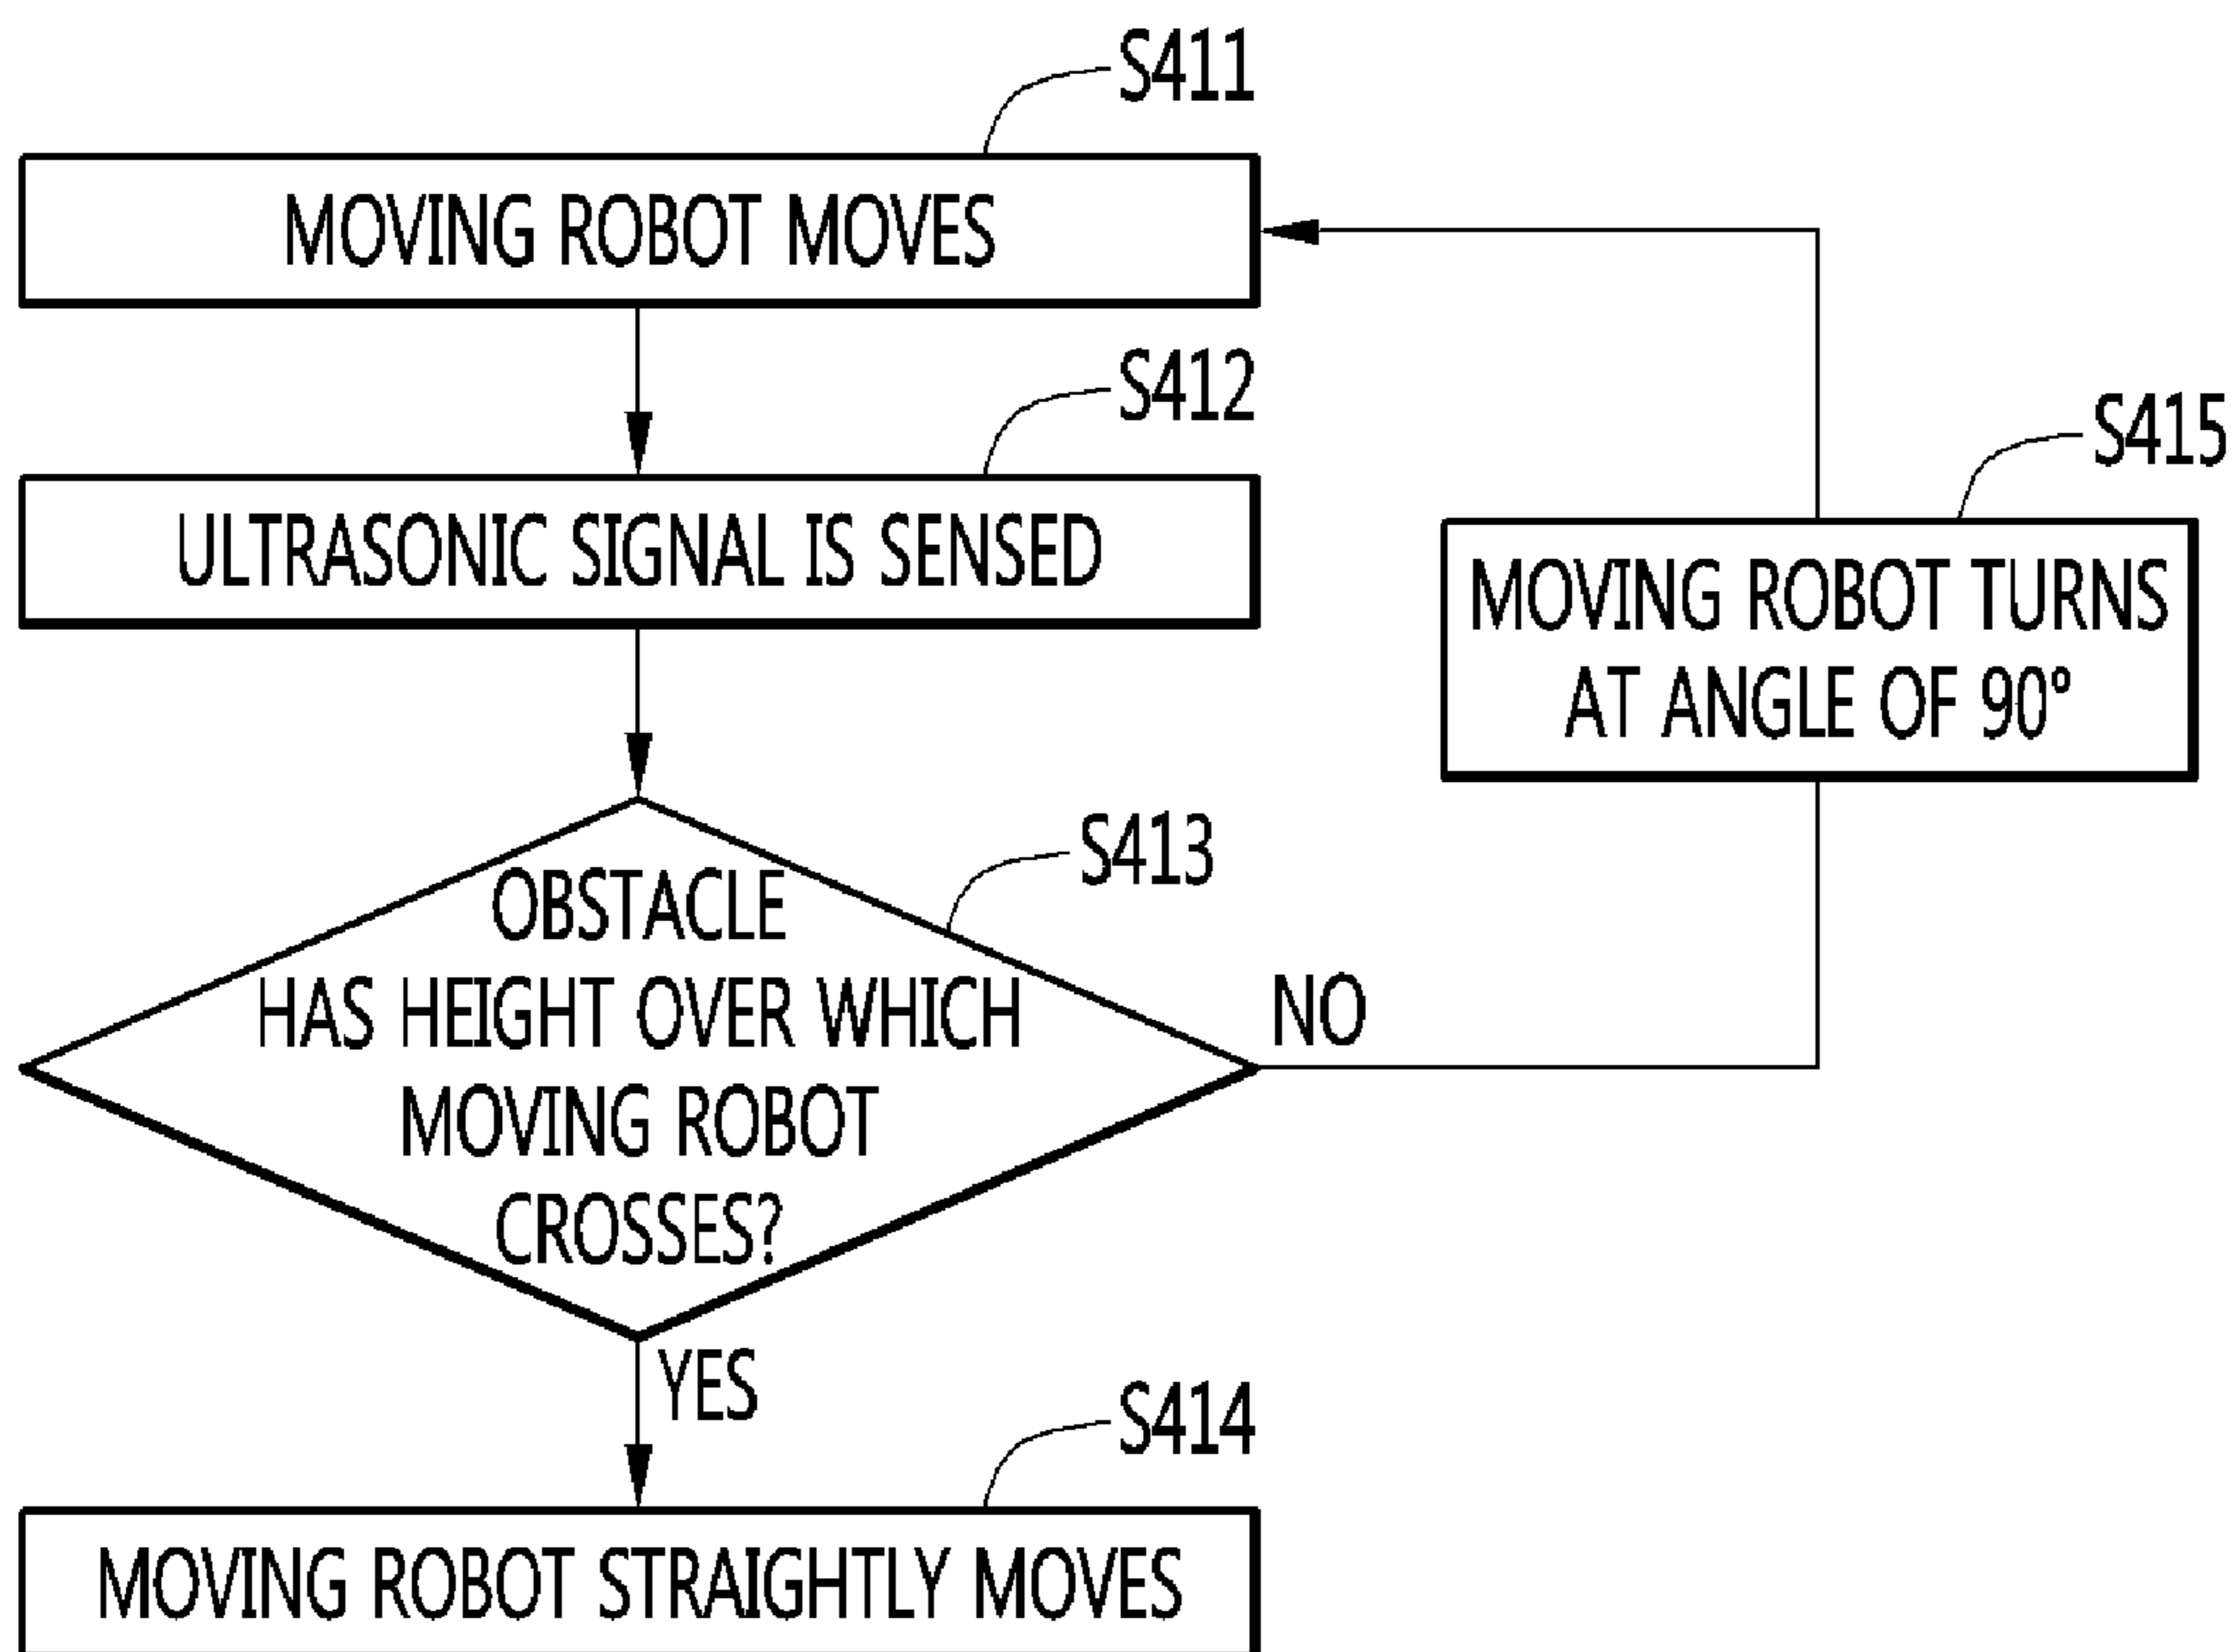 S411
MOVING ROBOT MOVES
S412
ULTRASONIC SIGNAL IS SENSED
S415
MOVING ROBOT TURNS
AT ANGLE OF 90°
S413
OBSTACLE
HAS HEIGHT OVER WHICH
MOVING ROBOT
CROSSES?
NO
YES
S414
MOVING ROBOT STRAIGHTLY MOVES